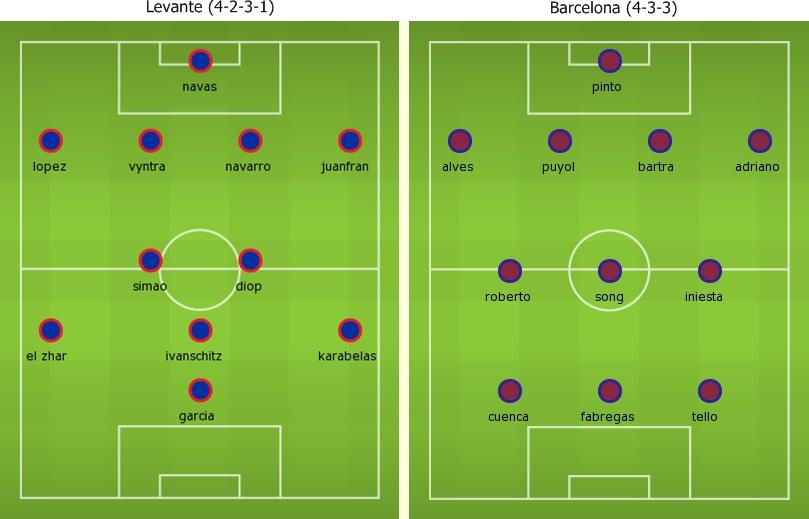 Levante (4-2-3-1)
navas
lopez vyntra navarro juanfran
simao diop
el zhar ivanschitz karabelas
garcia
Barcelona (4-3-3)
pinto
alves puyol bartra adriano
roberto song iniesta
cuenca fabregas tello